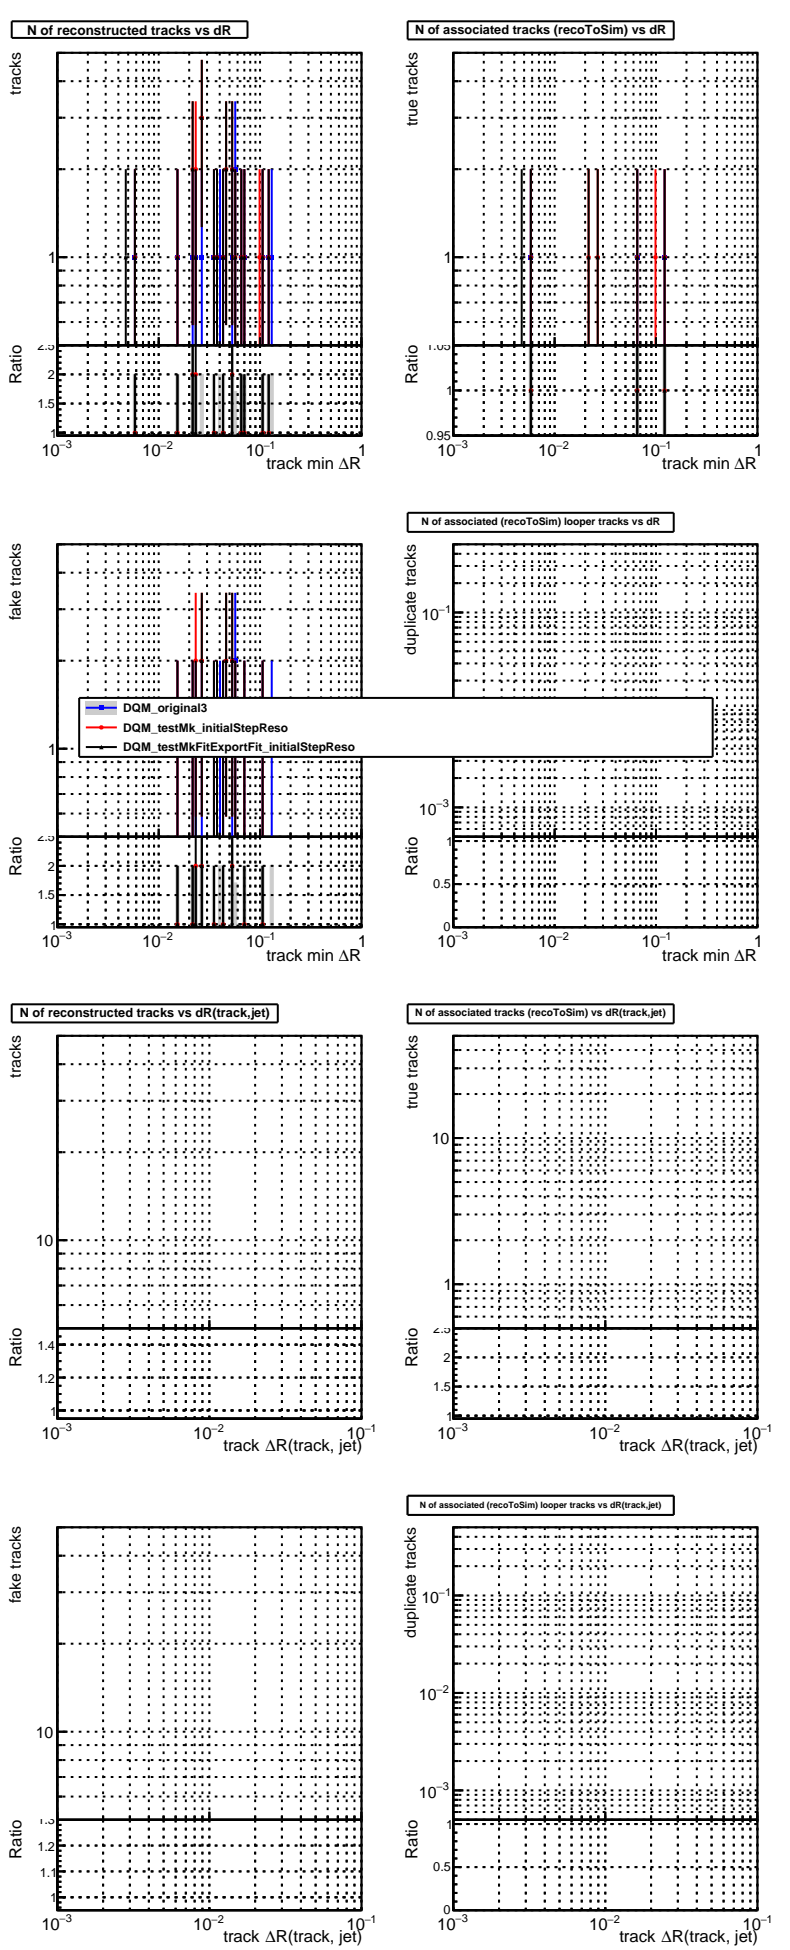 N of reconstructed tracks vs dR
N of associated tracks (recoToSim) vs dR
tracks
1
Ratio
2.5
2
1.5
1
10−3
10−2
10−1
1
track min ΔR
true tracks
1
Ratio
1.05
1
0.95
10−3
10−2
10−1
1
track min ΔR
N of associated (recoToSim) looper tracks vs dR
fake tracks
1
Ratio
2.5
2
1.5
1
10−3
10−2
10−1
1
track min ΔR
duplicate tracks
10−1
10−3
Ratio
1
0.5
0
10−3
10−2
10−1
1
track min ΔR
DQM_original3
DQM_testMk_initialStepReso
DQM_testMkFitExportFit_initialStepReso
N of reconstructed tracks vs dR(track,jet)
N of associated tracks (recoToSim) vs dR(track,jet)
tracks
10
Ratio
1.4
1.2
1
10−3
10−2
10−1
track ΔR(track, jet)
true tracks
10
1
Ratio
2.5
2
1.5
1
10−3
10−2
10−1
track ΔR(track, jet)
N of associated (recoToSim) looper tracks vs dR(track,jet)
fake tracks
10
Ratio
1.3
1.2
1.1
1
10−3
10−2
10−1
track ΔR(track, jet)
duplicate tracks
10−1
10−2
10−3
Ratio
1
0.5
0
10−3
10−2
10−1
track ΔR(track, jet)